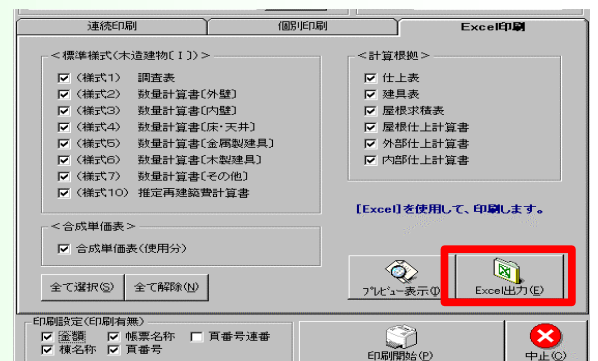 連続印刷
個別印刷
Excel印刷
<標準様式(木造建物[Ⅰ])>
(様式1) 調査表
(様式2) 数量計算書[外壁]
(様式3) 数量計算書[内壁]
(様式4) 数量計算書[床・天井]
(様式5) 数量計算書[金属製建具]
(様式6) 数量計算書[木製建具]
(様式7) 数量計算書[その他]
(様式10) 推定再建築費計算書
<計算根拠>
仕上表
建具表
屋根求積表
屋根仕上計算書
外部仕上計算書
内部仕上計算書
[Excel]を使用して、印刷します。
<合成単価表>
合成単価表(使用分)
全て選択(S)
全て解除(N)
プレビュー表示(I)
Excel出力(E)
印刷設定(印刷有無)
金額 帳票名称 頁番号連番
棟名称 頁番号
印刷開始(P)
中止(C)